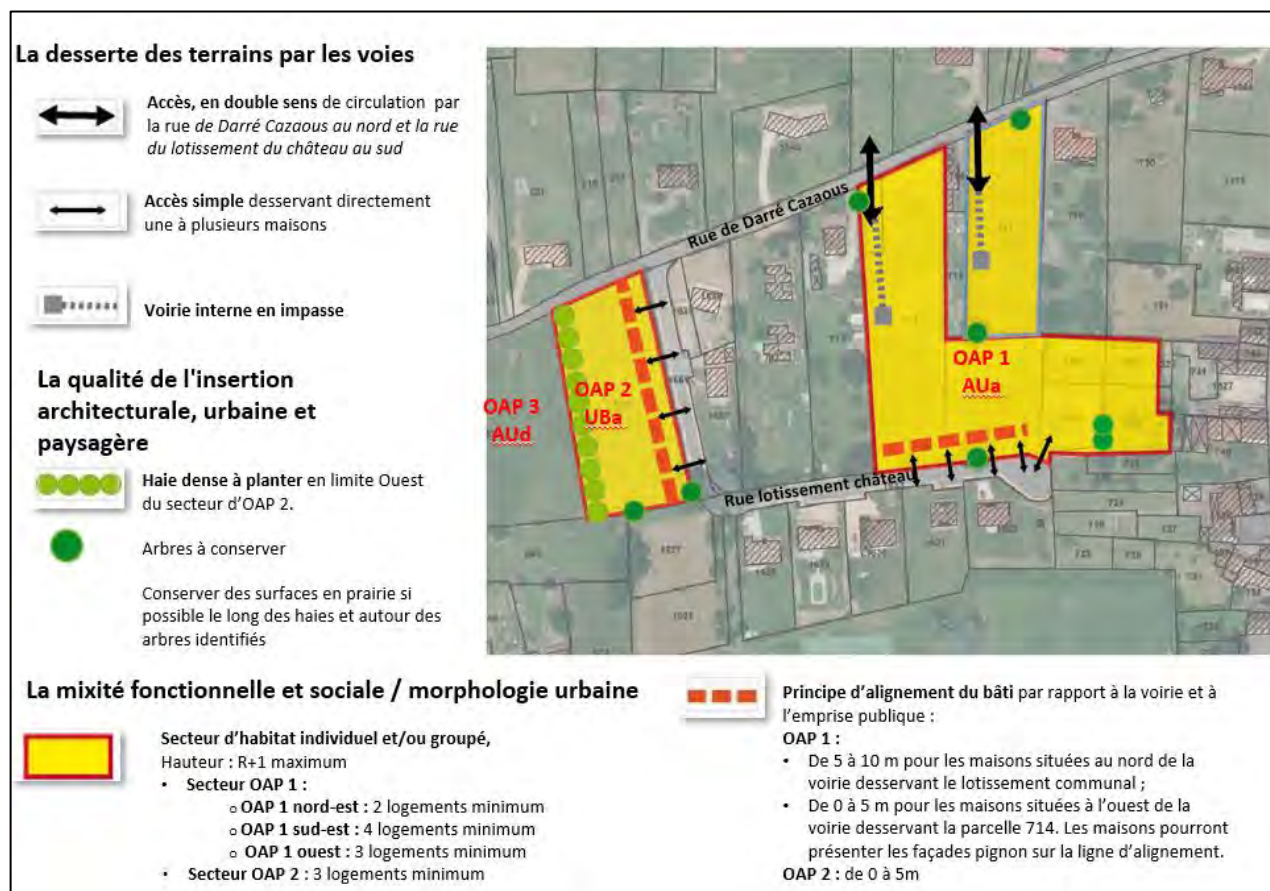 La desserte des terrains par les voies
Accès, en double sens de circulation par
la rue de Darré Cazaous au nord et la rue
du lotissement du château au sud
Accès simple desservant directement
une à plusieurs maisons
Voirie interne en impasse
La qualité de l'insertion
architecturale, urbaine et
paysagère
Haie dense à planter en limite Ouest
du secteur d'OAP 2.
Arbres à conserver
Conserver des surfaces en prairie si
possible le long des haies et autour des
arbres identifiés
Rue de Darré Cazaous
OAP 1
AUa
OAP 2
UBa
OAP 3
AUd
Rue lotissement château
La mixité fonctionnelle et sociale / morphologie urbaine
Secteur d'habitat individuel et/ou groupé,
Hauteur : R+1 maximum
• Secteur OAP 1 :
o OAP 1 nord-est : 2 logements minimum
o OAP 1 sud-est : 4 logements minimum
o OAP 1 ouest : 3 logements minimum
• Secteur OAP 2 : 3 logements minimum
Principe d'alignement du bâti par rapport à la voirie et à
l'emprise publique :
OAP 1 :
• De 5 à 10 m pour les maisons situées au nord de la
voirie desservant le lotissement communal ;
• De 0 à 5 m pour les maisons situées à l'ouest de la
voirie desservant la parcelle 714. Les maisons pourront
présenter les façades pignon sur la ligne d'alignement.
OAP 2 : de 0 à 5m